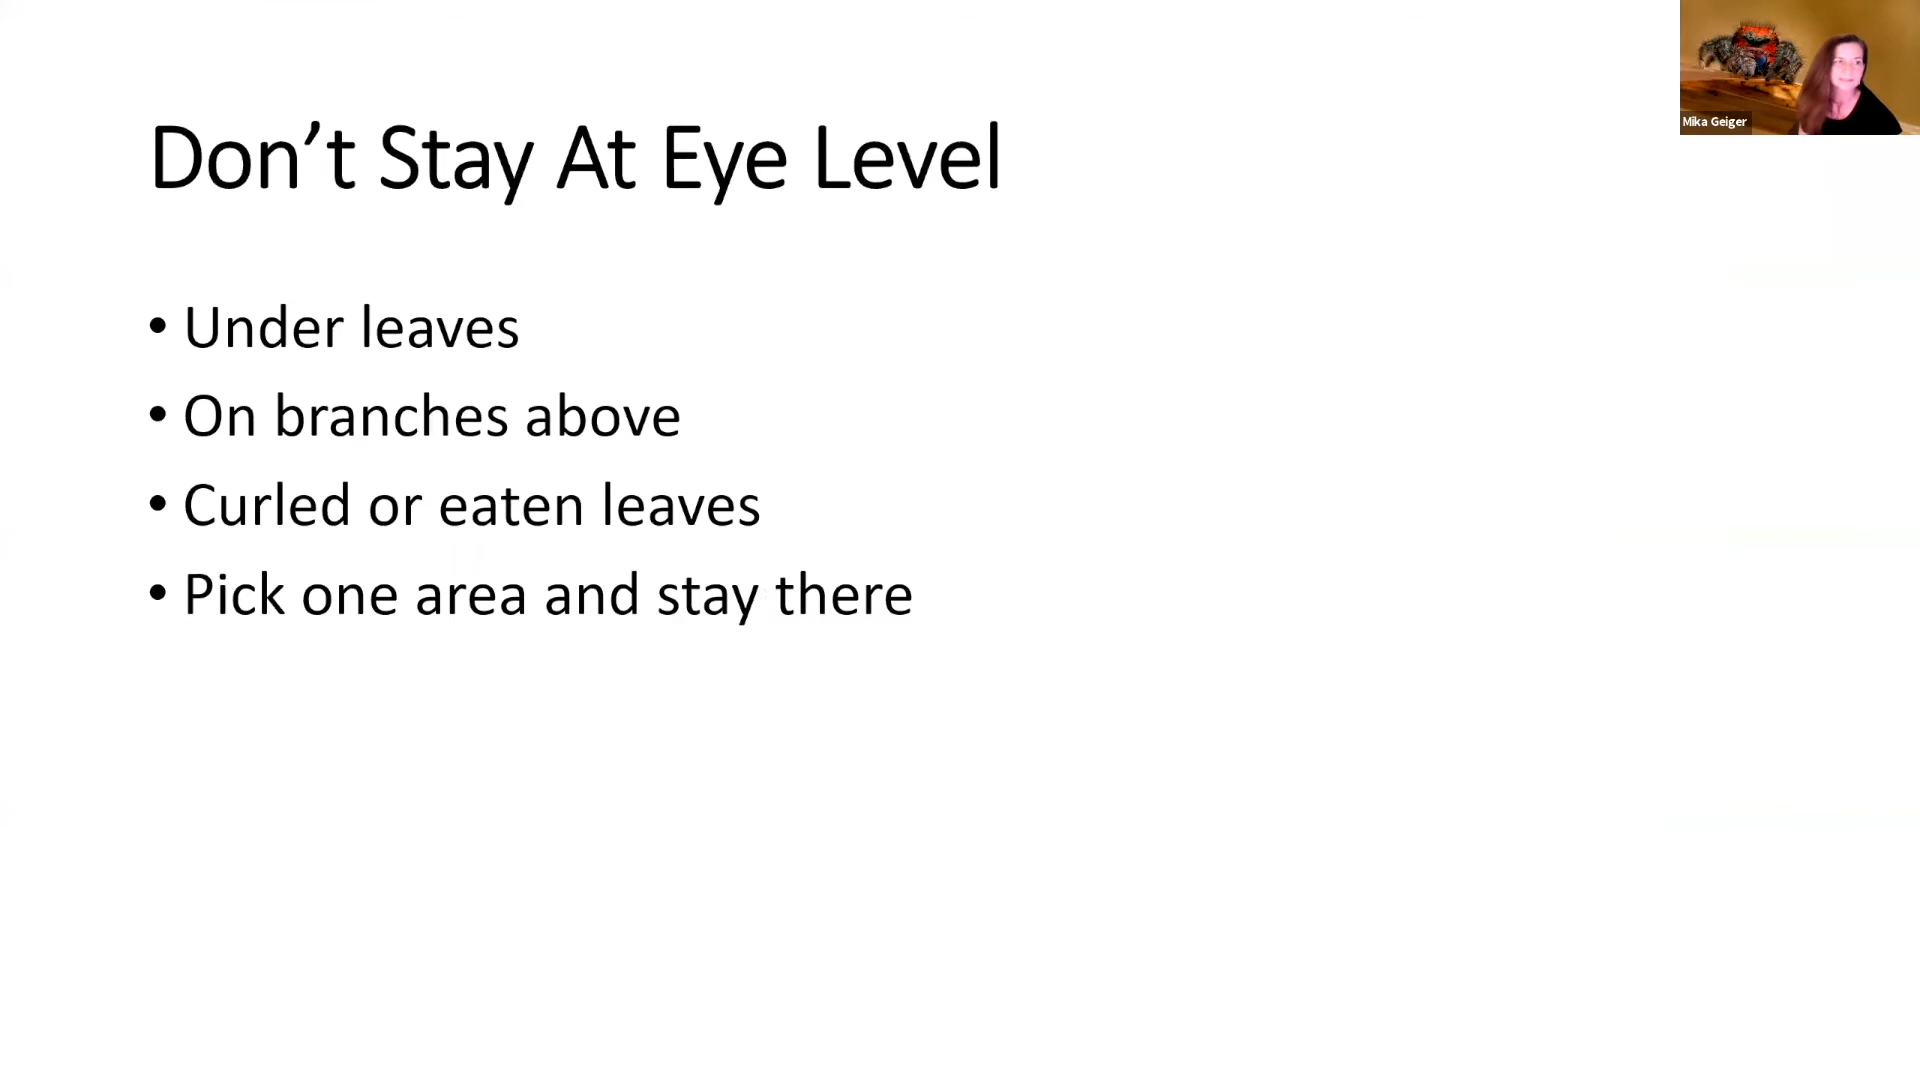 Don’t Stay At Eye Level
• Under leaves
• On branches above
• Curled or eaten leaves
• Pick one area and stay there
Mika Geiger